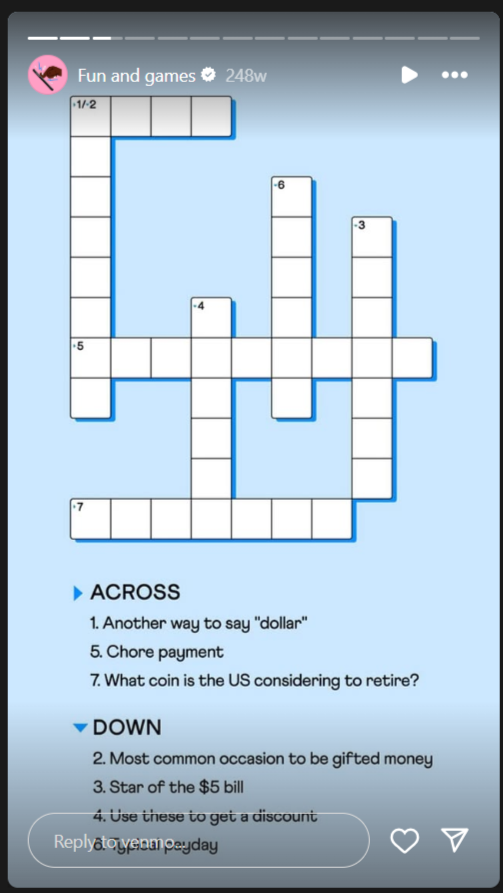 Fun and games 248w
1/2
6
3
4
5
7
ACROSS
1. Another way to say "dollar"
5. Chore payment
7. What coin is the US considering to retire?
DOWN
2. Most common occasion to be gifted money
3. Star of the $5 bill
4. Use these to get a discount
6. Typical payday
Reply to venmo...